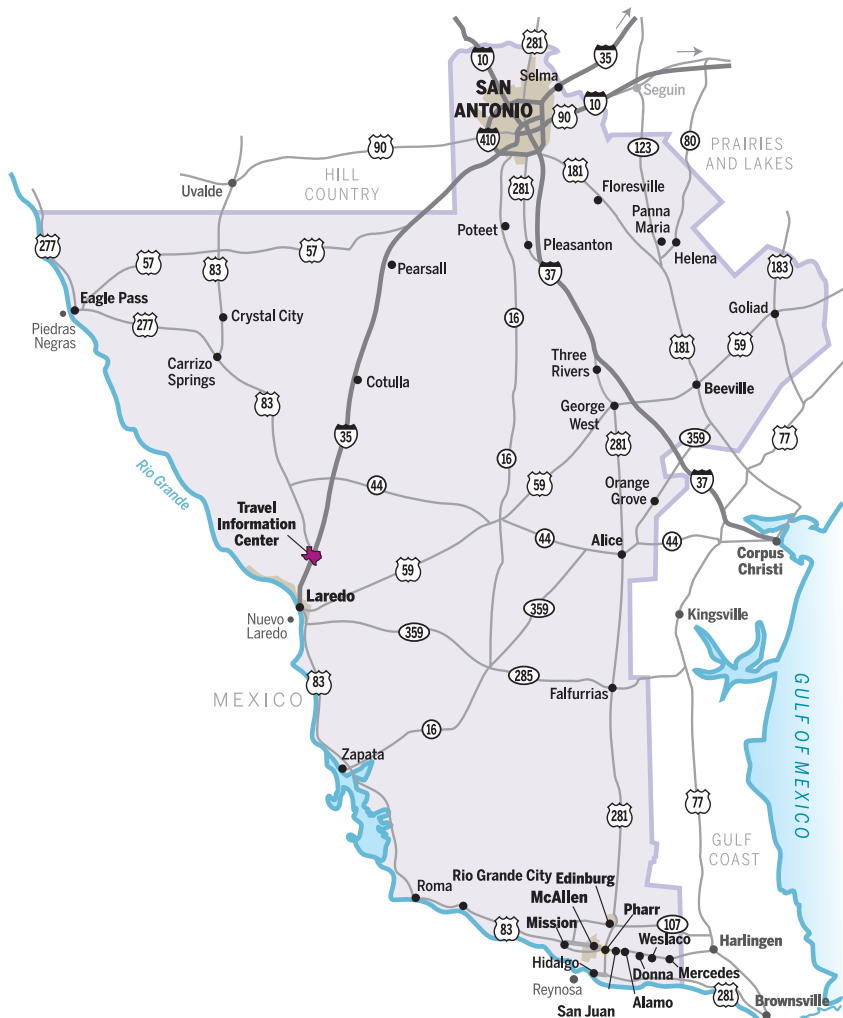 10
281
35
Selma
SAN
ANTONIO
10
Seguin
90
410
90
123
80
PRAIRIES
AND LAKES
HILL
COUNTRY
Uvalde
281
181
Floresville
Poteet
Panna
Maria
Pleasanton
Helena
277
57
83
57
Pearsall
37
183
Eagle Pass
Piedras
Negras
277
Crystal City
16
Goliad
Carrizo
Springs
Three
Rivers
181
59
Cotulla
Beeville
83
George
West
35
281
359
77
16
59
37
44
Orange
Grove
Rio Grande
Travel
Information
Center
44
Alice
44
Corpus
Christi
59
Laredo
Nuevo
Laredo
359
359
Kingsville
83
285
MEXICO
Falfurrias
GULF OF MEXICO
16
Zapata
77
281
GULF
COAST
Rio Grande City
Edinburg
Roma
McAllen
Pharr
Mission
83
107
Weslaco
Harlingen
Hidalgo
Donna
Mercedes
Reynosa
San Juan
Alamo
281
Brownsville